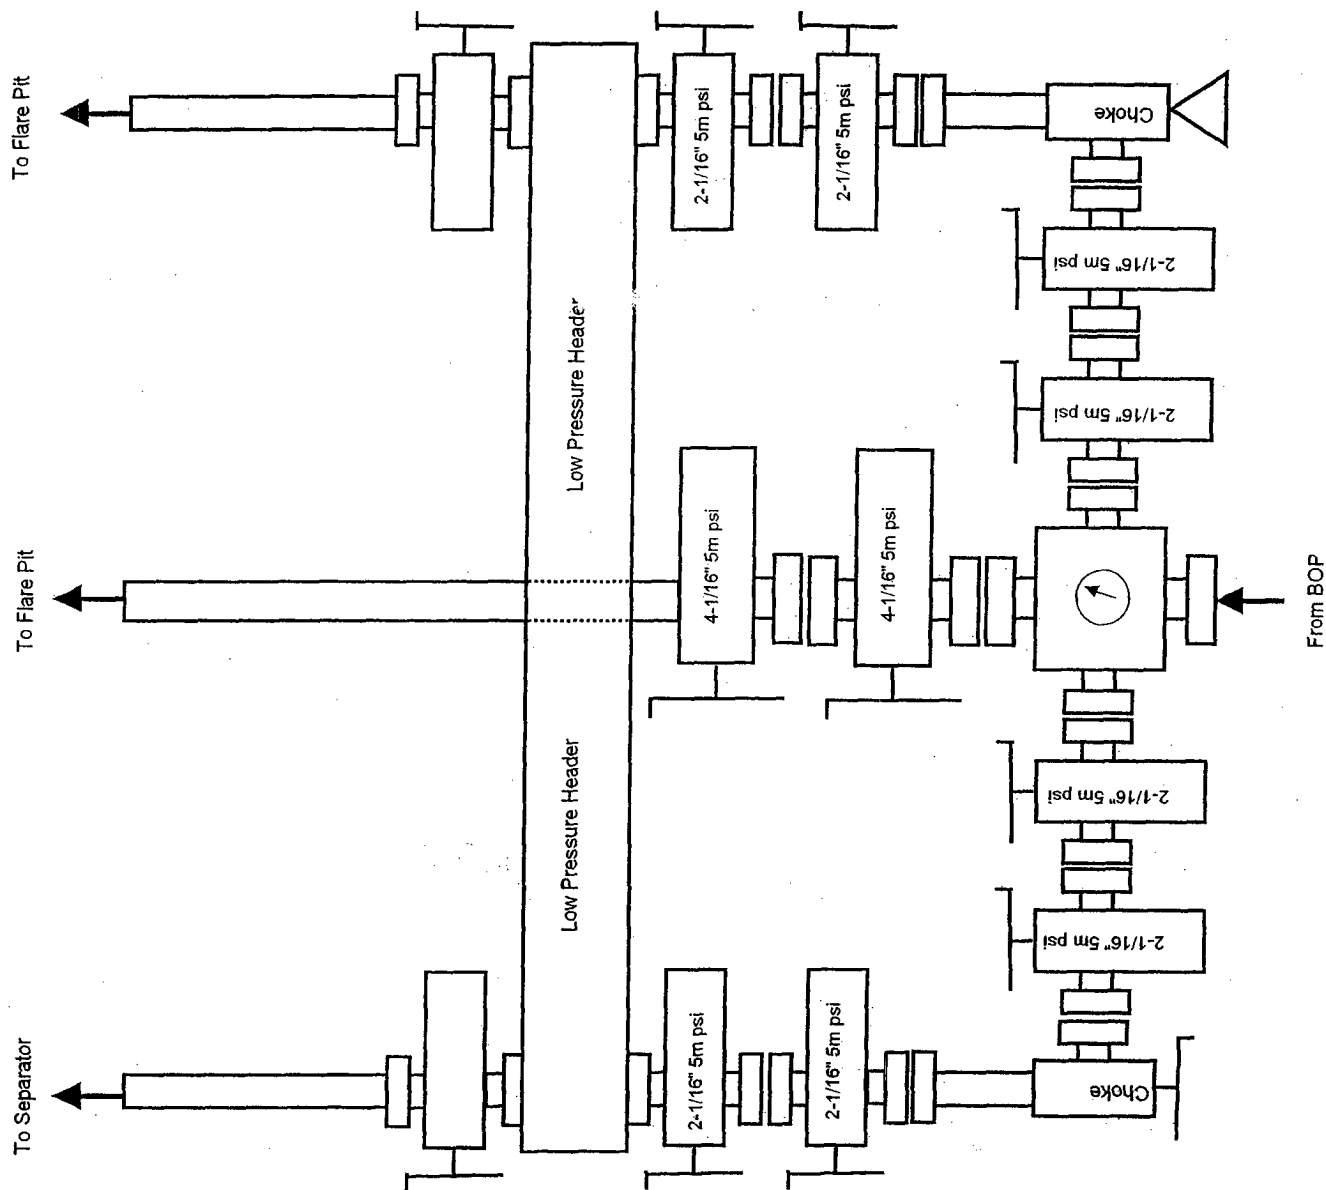 To Flare Pit
2-1/16" 5m psi
2-1/16" 5m psi
Choke
2-1/16" 5m psi
2-1/16" 5m psi
Low Pressure Header
To Flare Pit
4-1/16" 5m psi
4-1/16" 5m psi
From BOP
Low Pressure Header
2-1/16" 5m psi
2-1/16" 5m psi
To Separator
2-1/16" 5m psi
2-1/16" 5m psi
Choke